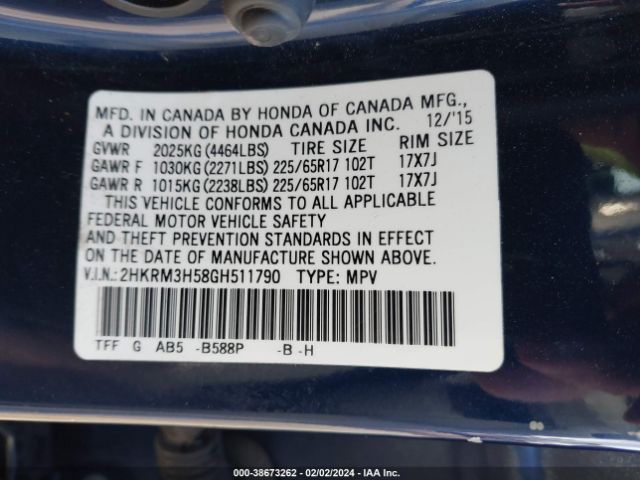 MFD. IN CANADA BY HONDA OF CANADA MFG.,
A DIVISION OF HONDA CANADA INC. 12/'15
GVWR 2025KG (4464LBS) TIRE SIZE RIM SIZE
GAWR F 1030KG (2271LBS) 225/65R17 102T 17X7J
GAWR R 1015KG (2238LBS) 225/65R17 102T 17X7J
THIS VEHICLE CONFORMS TO ALL APPLICABLE
FEDERAL MOTOR VEHICLE SAFETY
AND THEFT PREVENTION STANDARDS IN EFFECT
ON THE DATE OF MANUFACTURE SHOWN ABOVE.
V.I.N.: 2HKRM3H58GH511790 TYPE: MPV
TFF G AB5 -B588P -B -H
000-38673262 - 02/02/2024 - IAA Inc.